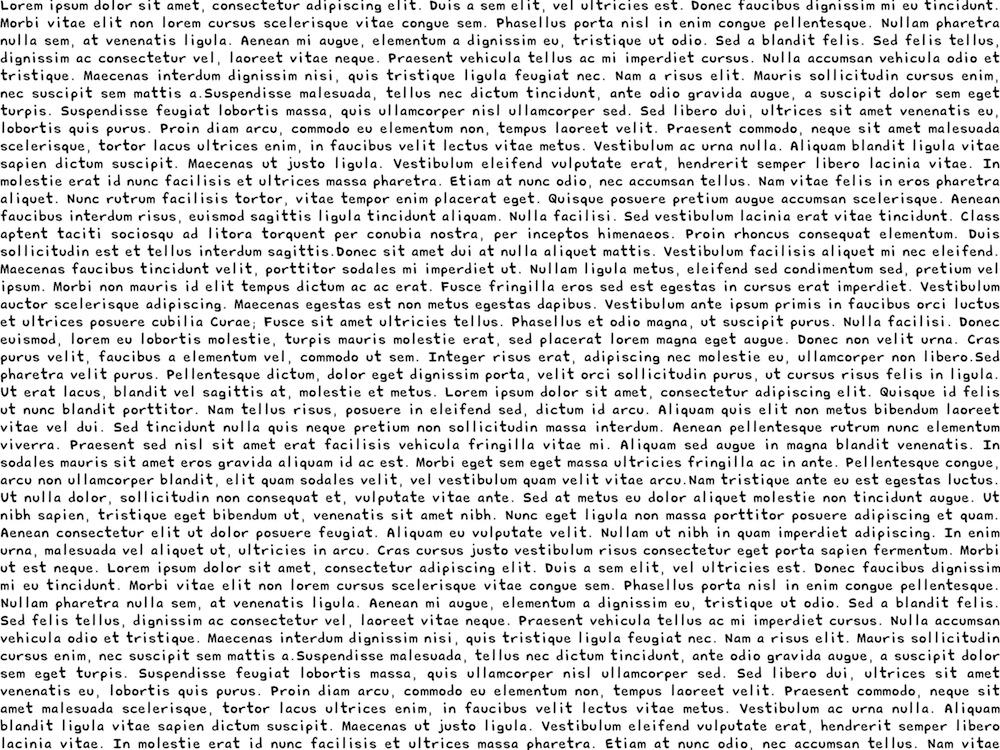 Lorem ipsum dolor sit amet, consectetur adipiscing elit. Duis a sem elit, vel ultricies est. Donec faucibus dignissim mi eu tincidunt.
Morbi vitae elit non lorem cursus scelerisque vitae congue sem. Phasellus porta nisl in enim congue pellentesque. Nullam pharetra
nulla sem, at venenatis ligula. Aenean mi augue, elementum a dignissim eu, tristique ut odio. Sed a blandit felis. Sed felis tellus,
dignissim ac consectetur vel, laoreet vitae neque. Praesent vehicula tellus ac mi imperdiet cursus. Nulla accumsan vehicula odio et
tristique. Maecenas interdum dignissim nisi, quis tristique ligula feugiat nec. Nam a risus elit. Mauris sollicitudin cursus enim,
nec suscipit sem mattis a.Suspendisse malesuada, tellus nec dictum tincidunt, ante odio gravida augue, a suscipit dolor sem eget
turpis. Suspendisse feugiat lobortis massa, quis ullamcorper nisl ullamcorper sed. Sed libero dui, ultrices sit amet venenatis eu,
lobortis quis purus. Proin diam arcu, commodo eu elementum non, tempus laoreet velit. Praesent commodo, neque sit amet malesuada
scelerisque, tortor lacus ultrices enim, in faucibus velit lectus vitae metus. Vestibulum ac urna nulla. Aliquam blandit ligula vitae
sapien dictum suscipit. Maecenas ut justo ligula. Vestibulum eleifend vulputate erat, hendrerit semper libero lacinia vitae. In
molestie erat id nunc facilisis et ultrices massa pharetra. Etiam at nunc odio, nec accumsan tellus. Nam vitae felis in eros pharetra
aliquet. Nunc rutrum facilisis tortor, vitae tempor enim placerat eget. Quisque posuere pretium augue accumsan scelerisque. Aenean
faucibus interdum risus, euismod sagittis ligula tincidunt aliquam. Nulla facilisi. Sed vestibulum lacinia erat vitae tincidunt. Class
aptent taciti sociosqu ad litora torquent per conubia nostra, per inceptos himenaeos. Proin rhoncus consequat elementum. Duis
sollicitudin est et tellus interdum sagittis.Donec sit amet dui at nulla aliquet mattis. Vestibulum facilisis aliquet mi nec eleifend.
Maecenas faucibus tincidunt velit, porttitor sodales mi imperdiet ut. Nullam ligula metus, eleifend sed condimentum sed, pretium vel
ipsum. Morbi non mauris id elit tempus dictum ac ac erat. Fusce fringilla eros sed est egestas in cursus erat imperdiet. Vestibulum
auctor scelerisque adipiscing. Maecenas egestas est non metus egestas dapibus. Vestibulum ante ipsum primis in faucibus orci luctus
et ultrices posuere cubilia Curae; Fusce sit amet ultricies tellus. Phasellus et odio magna, ut suscipit purus. Nulla facilisi. Donec
euismod, lorem eu lobortis molestie, turpis mauris molestie erat, sed placerat lorem magna eget augue. Donec non velit urna. Cras
purus velit, faucibus a elementum vel, commodo ut sem. Integer risus erat, adipiscing nec molestie eu, ullamcorper non libero.Sed
pharetra velit purus. Pellentesque dictum, dolor eget dignissim porta, velit orci sollicitudin purus, ut cursus risus felis in ligula.
Ut erat lacus, blandit vel sagittis at, molestie et metus. Lorem ipsum dolor sit amet, consectetur adipiscing elit. Quisque id felis
ut nunc blandit porttitor. Nam tellus risus, posuere in eleifend sed, dictum id arcu. Aliquam quis elit non metus bibendum laoreet
vitae vel dui. Sed tincidunt nulla quis neque pretium non sollicitudin massa interdum. Aenean pellentesque rutrum nunc elementum
viverra. Praesent sed nisl sit amet erat facilisis vehicula fringilla vitae mi. Aliquam sed augue in magna blandit venenatis. In
sodales mauris sit amet eros gravida aliquam id ac est. Morbi eget sem eget massa ultricies fringilla ac in ante. Pellentesque congue,
arcu non ullamcorper blandit, elit quam sodales velit, vel vestibulum quam velit vitae arcu.Nam tristique ante eu est egestas luctus.
Ut nulla dolor, sollicitudin non consequat et, vulputate vitae ante. Sed at metus eu dolor aliquet molestie non tincidunt augue. Ut
nibh sapien, tristique eget bibendum ut, venenatis sit amet nibh. Nunc eget ligula non massa porttitor posuere adipiscing et quam.
Aenean consectetur elit ut dolor posuere feugiat. Aliquam eu vulputate velit. Nullam ut nibh in quam imperdiet adipiscing. In enim
urna, malesuada vel aliquet ut, ultricies in arcu. Cras cursus justo vestibulum risus consectetur eget porta sapien fermentum. Morbi
ut est neque. Lorem ipsum dolor sit amet, consectetur adipiscing elit. Duis a sem elit, vel ultricies est. Donec faucibus dignissim
mi eu tincidunt. Morbi vitae elit non lorem cursus scelerisque vitae congue sem. Phasellus porta nisl in enim congue pellentesque.
Nullam pharetra nulla sem, at venenatis ligula. Aenean mi augue, elementum a dignissim eu, tristique ut odio. Sed a blandit felis.
Sed felis tellus, dignissim ac consectetur vel, laoreet vitae neque. Praesent vehicula tellus ac mi imperdiet cursus. Nulla accumsan
vehicula odio et tristique. Maecenas interdum dignissim nisi, quis tristique ligula feugiat nec. Nam a risus elit. Mauris sollicitudin
cursus enim, nec suscipit sem mattis a.Suspendisse malesuada, tellus nec dictum tincidunt, ante odio gravida augue, a suscipit dolor
sem eget turpis. Suspendisse feugiat lobortis massa, quis ullamcorper nisl ullamcorper sed. Sed libero dui, ultrices sit amet
venenatis eu, lobortis quis purus. Proin diam arcu, commodo eu elementum non, tempus laoreet velit. Praesent commodo, neque sit
amet malesuada scelerisque, tortor lacus ultrices enim, in faucibus velit lectus vitae metus. Vestibulum ac urna nulla. Aliquam
blandit ligula vitae sapien dictum suscipit. Maecenas ut justo ligula. Vestibulum eleifend vulputate erat, hendrerit semper libero
lacinia vitae. In molestie erat id nunc facilisis et ultrices massa pharetra. Etiam at nunc odio, nec accumsan tellus. Nam vitae